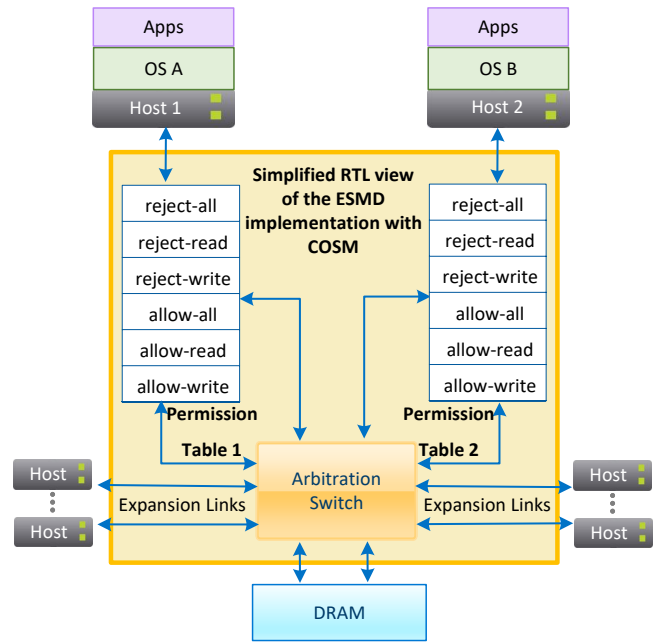 Apps
OS A
Host 1
Apps
OS B
Host 2
Simplified RTL view
of the ESMD
implementation with
COSM
reject-all
reject-read
reject-write
allow-all
allow-read
allow-write
reject-all
reject-read
reject-write
allow-all
allow-read
allow-write
Permission
Table 1
Permission
Table 2
Arbitration
Switch
Host
Host
Expansion Links
Expansion Links
Host
Host
DRAM